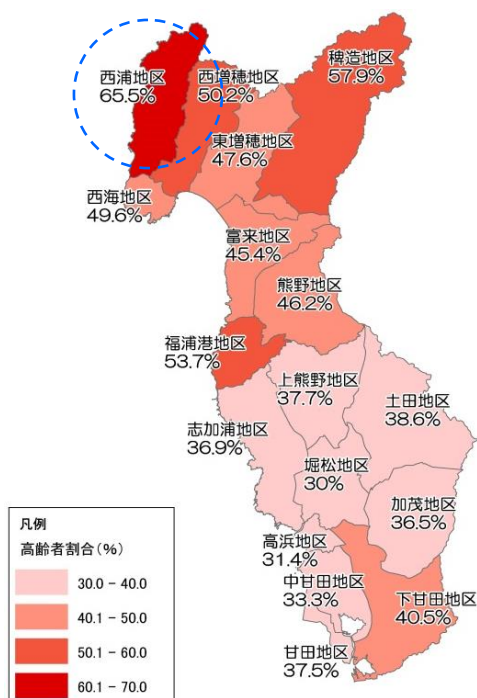 西浦地区
65.5%
西増穂地区
50.2%
稗造地区
57.9%
東増穂地区
47.6%
西海地区
49.6%
富来地区
45.4%
熊野地区
46.2%
福浦港地区
53.7%
上熊野地区
37.7%
土田地区
38.6%
志加浦地区
36.9%
堀松地区
30%
加茂地区
36.5%
高浜地区
31.4%
中甘田地区
33.3%
下甘田地区
40.5%
甘田地区
37.5%
凡例
高齢者割合(%)
30.0 - 40.0
40.1 - 50.0
50.1 - 60.0
60.1 - 70.0